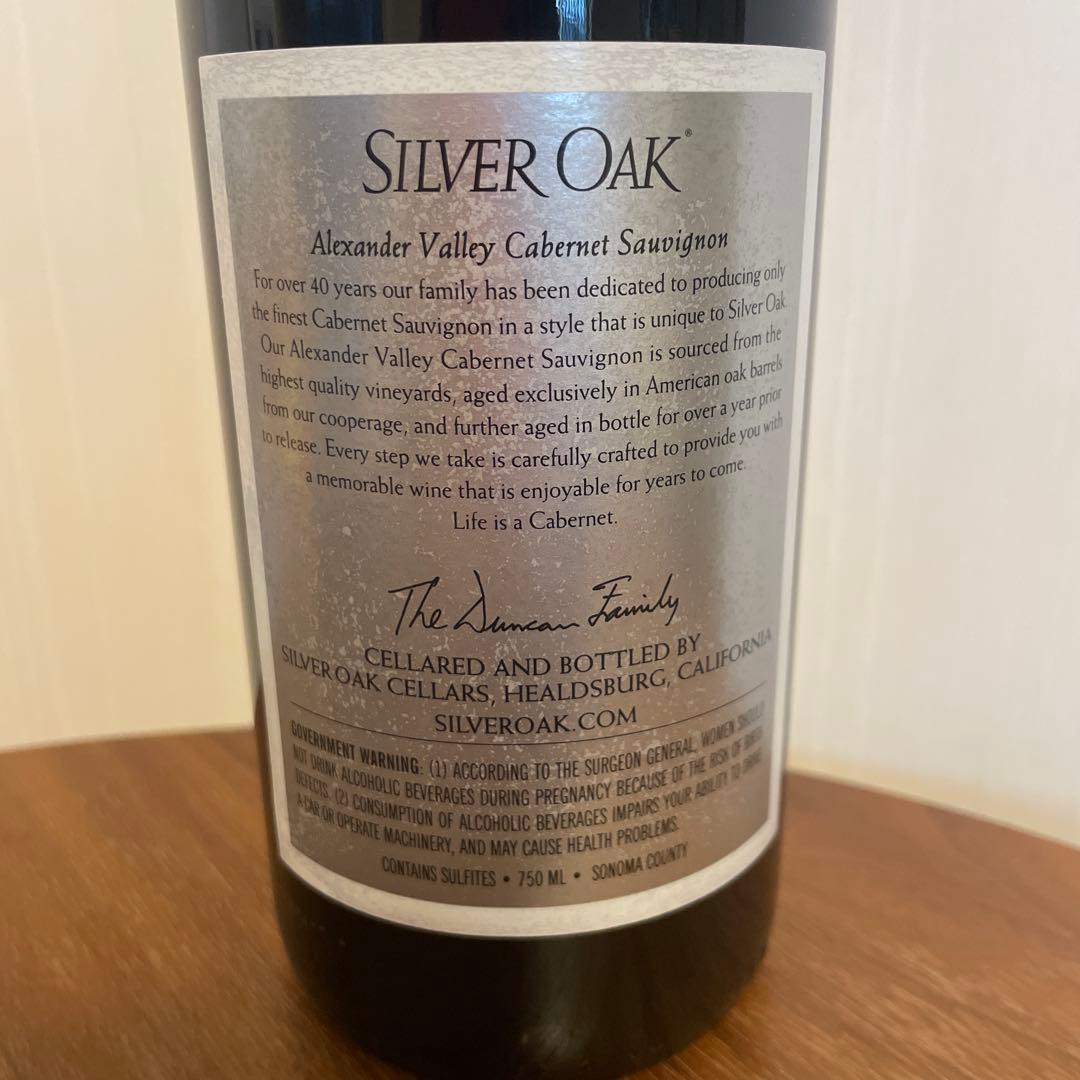 SILVER OAK®
Alexander Valley Cabernet Sauvignon
For over 40 years our family has been dedicated to producing only
the finest Cabernet Sauvignon in a style that is unique to Silver Oak.
Our Alexander Valley Cabernet Sauvignon is sourced from the
highest quality vineyards, aged exclusively in American oak barrels
from our cooperage, and further aged in bottle for over a year prior
to release. Every step we take is carefully crafted to provide you with
a memorable wine that is enjoyable for years to come.
Life is a Cabernet.
The Duncan Family
CELLARED AND BOTTLED BY
SILVER OAK CELLARS, HEALDSBURG, CALIFORNIA
SILVEROAK.COM
GOVERNMENT WARNING: (1) ACCORDING TO THE SURGEON GENERAL, WOMEN SHOULD
NOT DRINK ALCOHOLIC BEVERAGES DURING PREGNANCY BECAUSE OF THE RISK OF BIRTH
DEFECTS. (2) CONSUMPTION OF ALCOHOLIC BEVERAGES IMPAIRS YOUR ABILITY TO DRIVE
A CAR OR OPERATE MACHINERY, AND MAY CAUSE HEALTH PROBLEMS.
CONTAINS SULFITES • 750 ML • SONOMA COUNTY